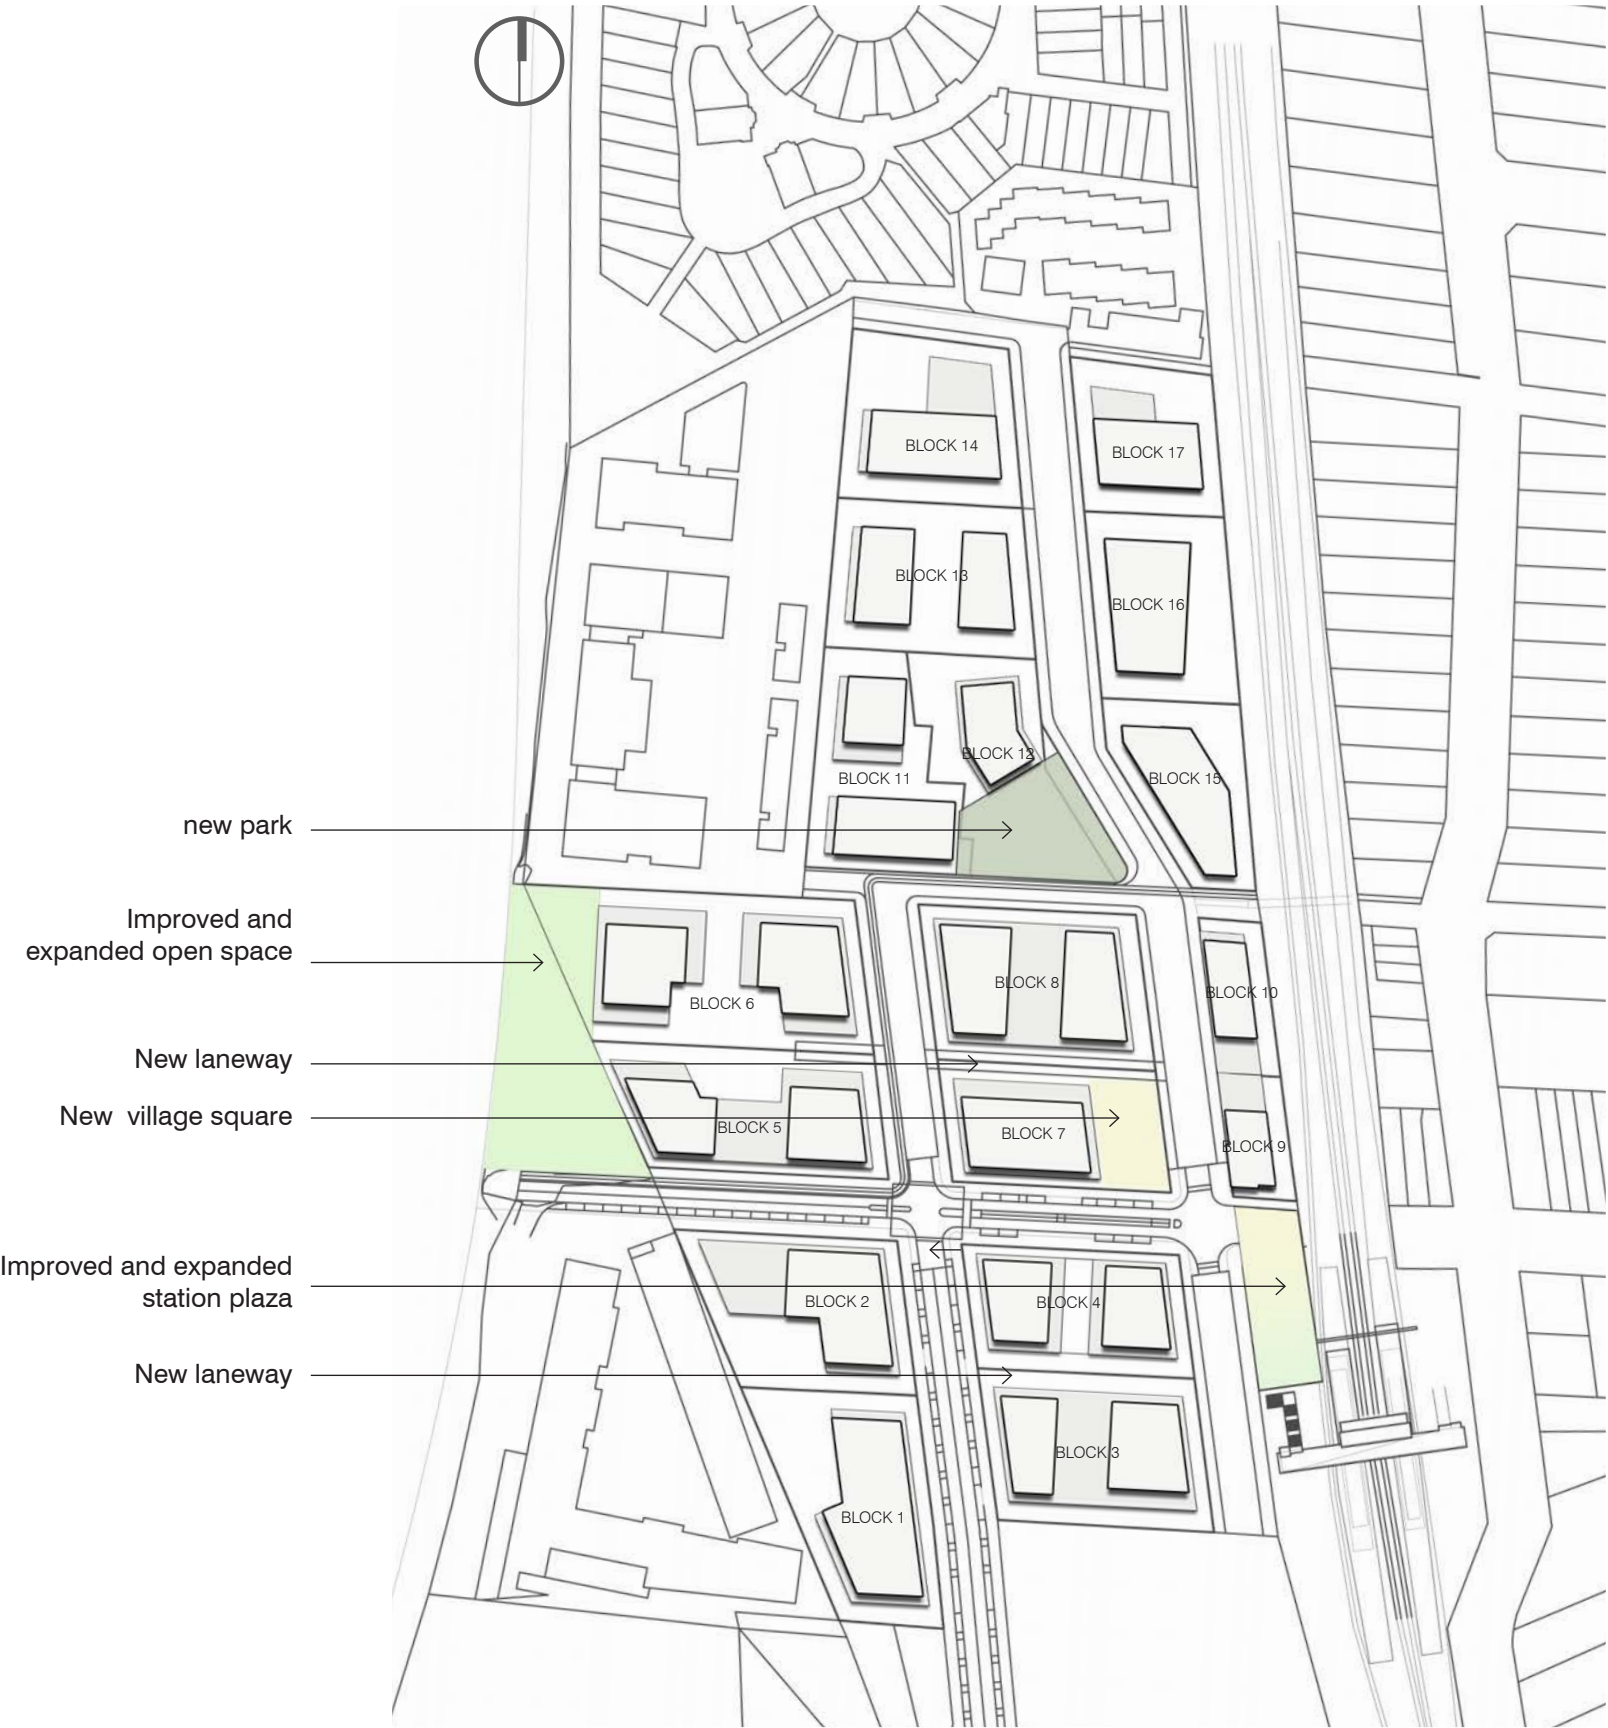 BLOCK 14
BLOCK 17
BLOCK 13
BLOCK 16
BLOCK 12
BLOCK 11
BLOCK 15
new park
Improved and
expanded open space
BLOCK 8
BLOCK 10
BLOCK 6
New laneway
New  village square
BLOCK 5
BLOCK 7
BLOCK 9
Improved and expanded
station plaza
BLOCK 2
BLOCK 4
New laneway
BLOCK 3
BLOCK 1